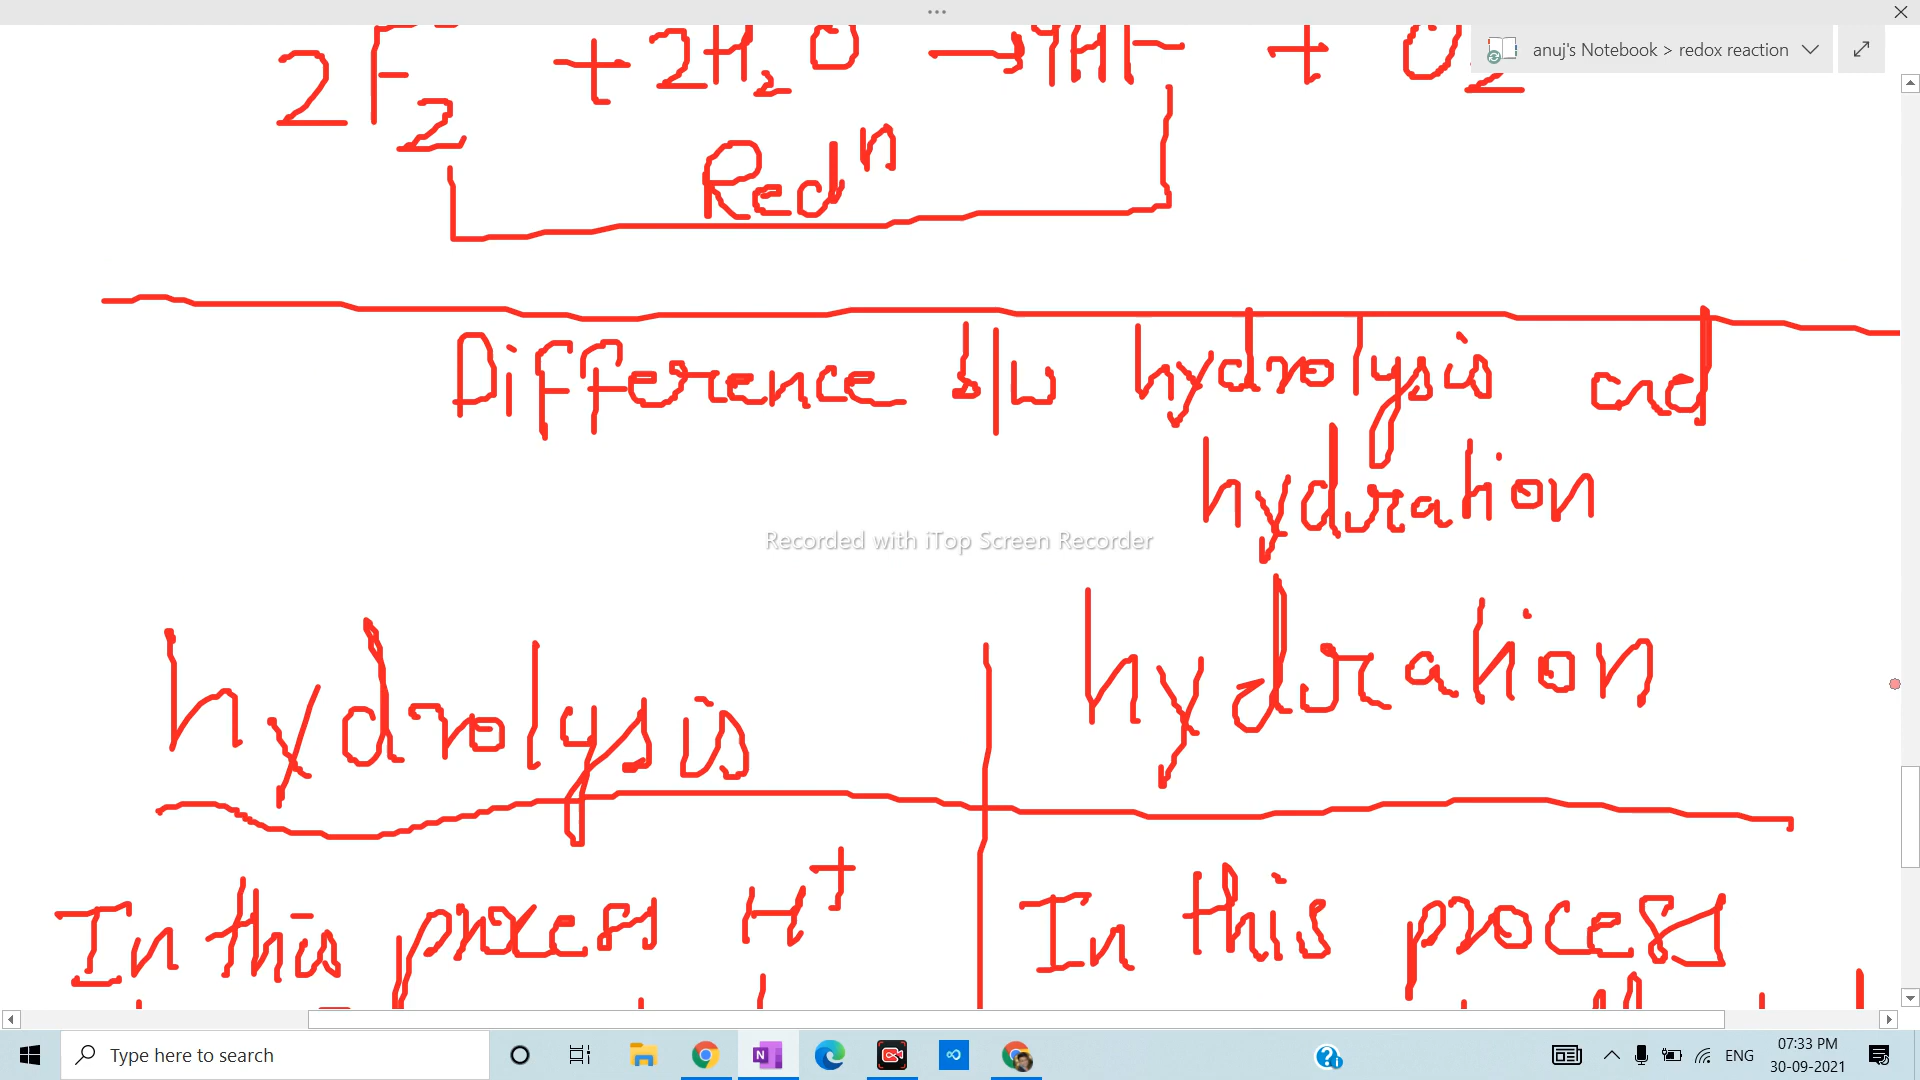 anuj's Notebook > redox reaction
2F2 + 2H2O → 4HF + O2
Redn
Difference b/w hydrolysis and
hydration
Recorded with iTop Screen Recorder
hydrolysis
hydration
In this process H+
In this process
Type here to search
ENG
07:33 PM
30-09-2021